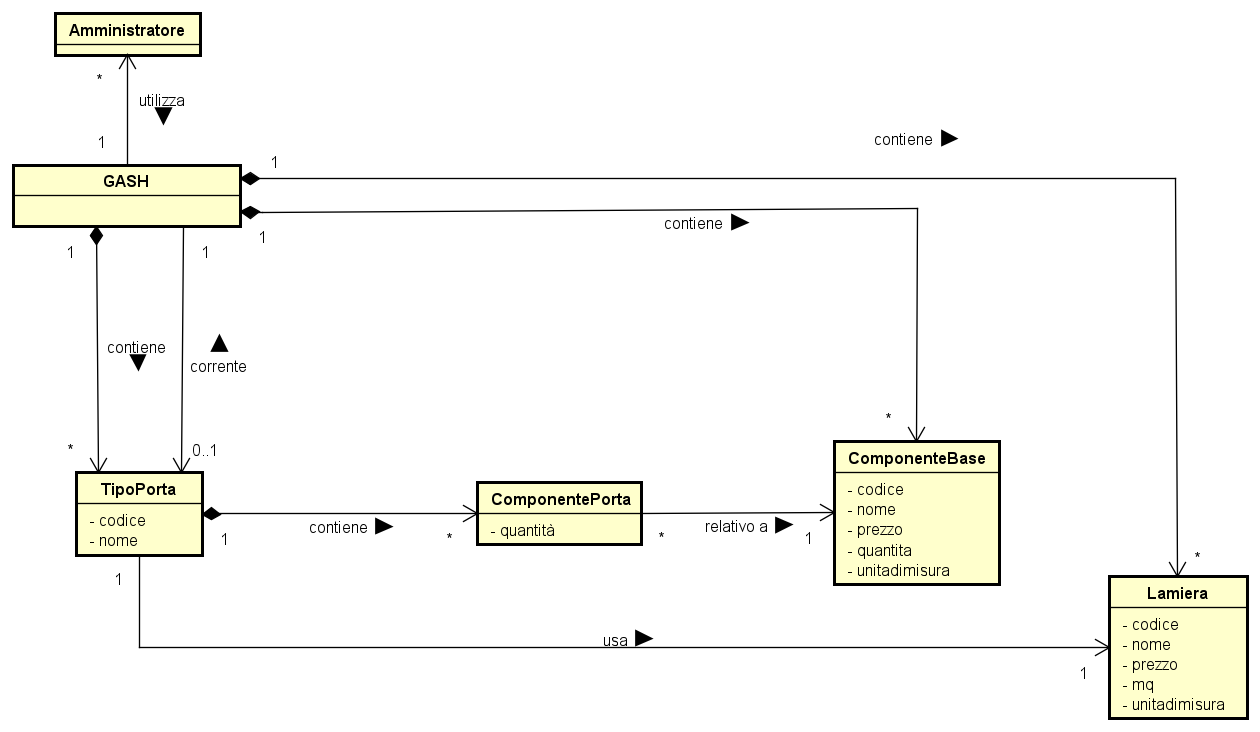 Amministratore
*
utilizza
1
GASH
1
contiene
1
contiene
1
1
contiene
corrente
*
0..1
*
TipoPorta
- codice
- nome
1
contiene
*
ComponentePorta
- quantità
*
relativo a
1
ComponenteBase
- codice
- nome
- prezzo
- quantita
- unitadimisura
*
1
usa
1
Lamiera
- codice
- nome
- prezzo
- mq
- unitadimisura